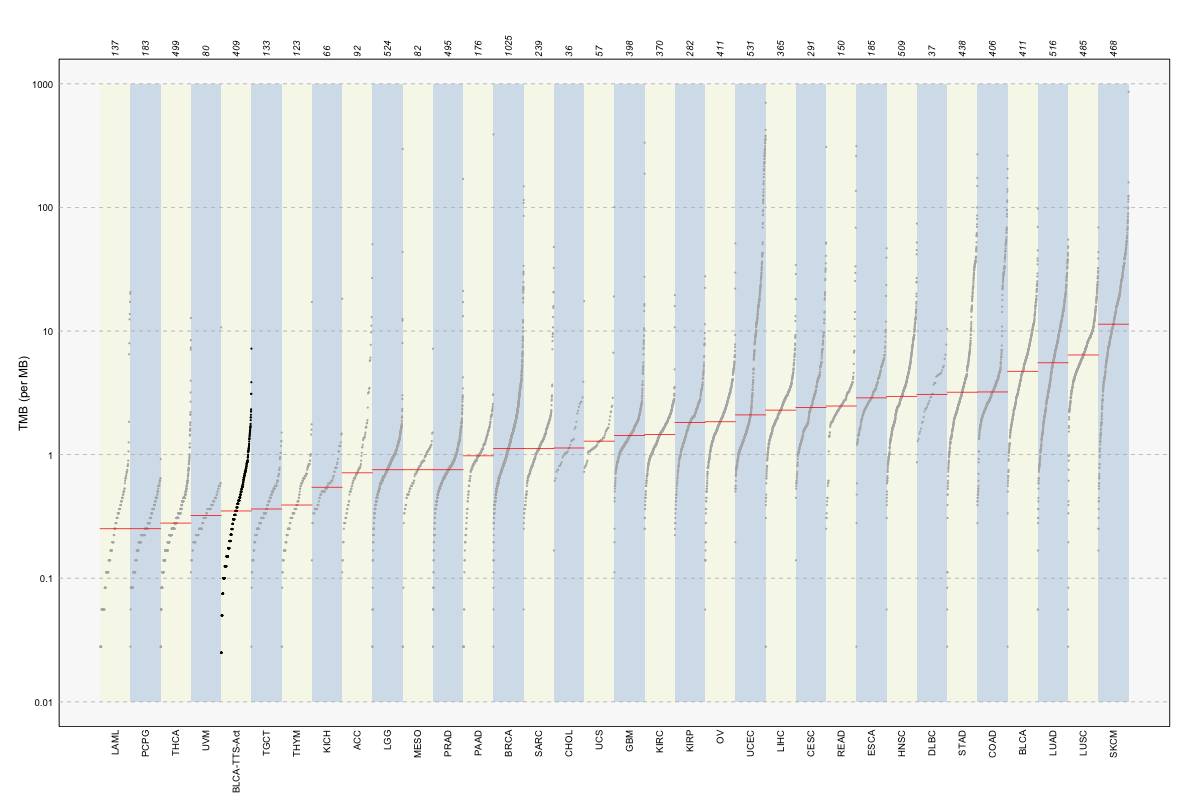 137 183 499 80 409 133 123 66 92 524 82 495 176 1025 239 36 57 398 370 282 411 531 365 291 150 185 509 37 438 406 411 516 485 468
1000
100
10
1
0.1
0.01
TMB (per MB)
LAML PCPG THCA UVM BLCA-TTS-Act TGCT THYM KICH ACC LGG MESO PRAD PAAD BRCA SARC CHOL UCS GBM KIRC KIRP OV UCEC LIHC CESC READ ESCA HNSC DLBC STAD COAD BLCA LUAD LUSC SKCM